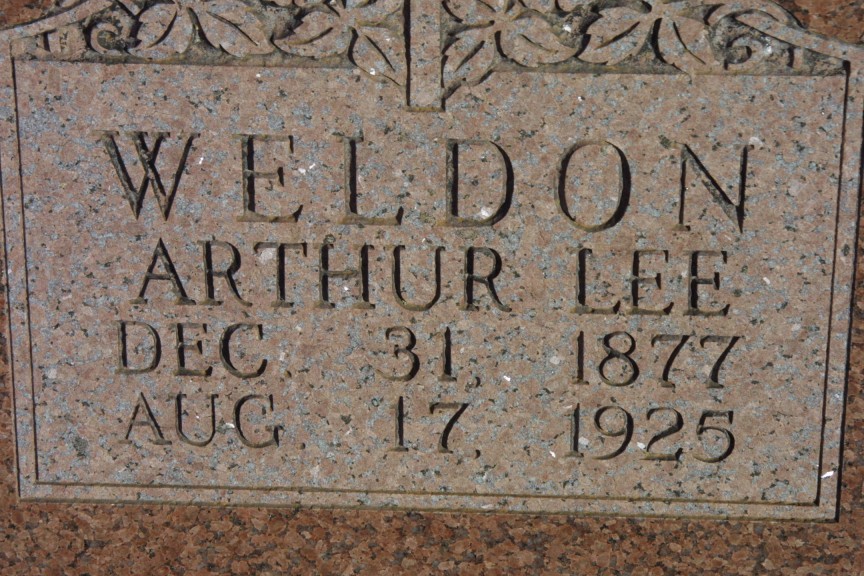 WELDON
ARTHUR LEE
DEC. 31, 1877
AUG 17, 1925